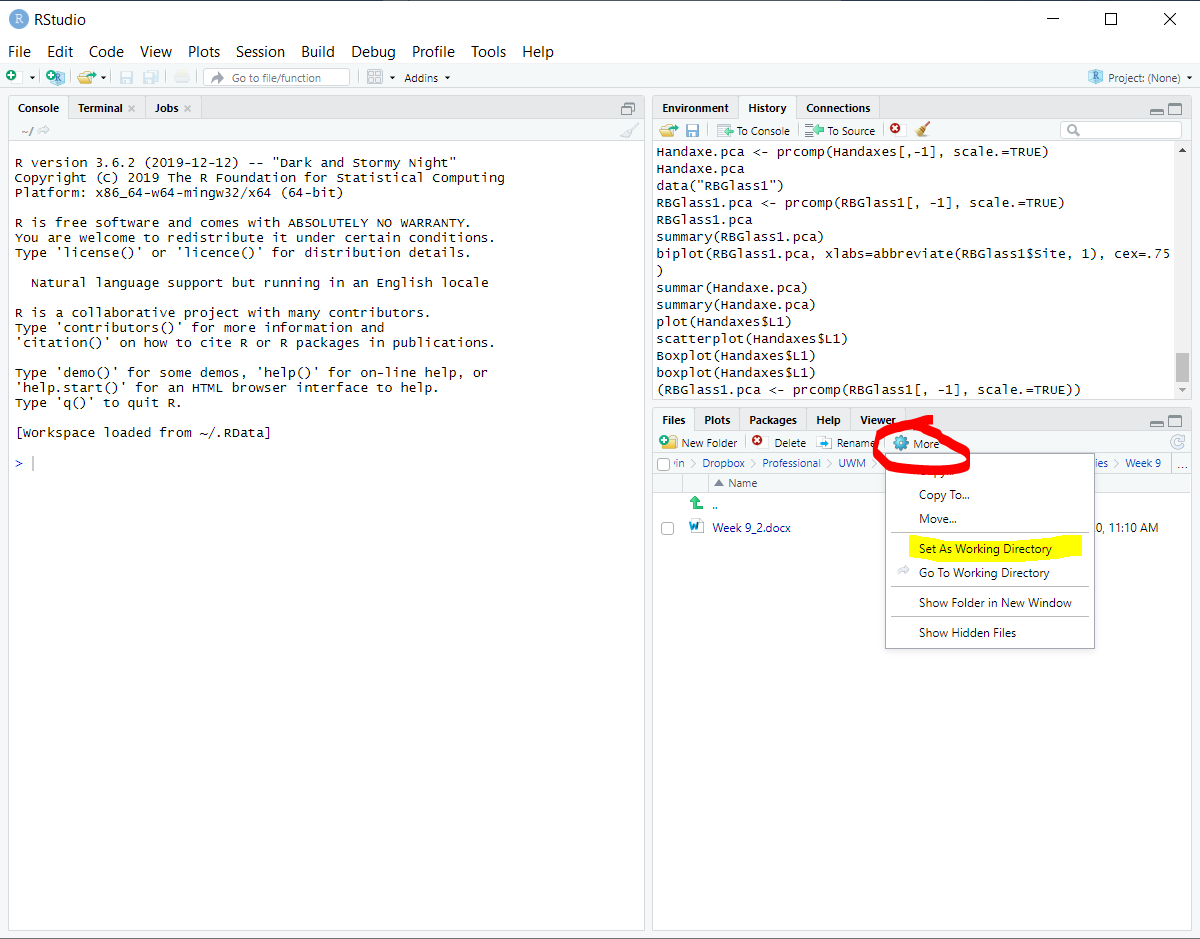 RStudio
File Edit Code View Plots Session Build Debug Profile Tools Help
Go to file/function Addins Project: (None)
Console Terminal Jobs
~/
R version 3.6.2 (2019-12-12) -- "Dark and Stormy Night"
Copyright (C) 2019 The R Foundation for Statistical Computing
Platform: x86_64-w64-mingw32/x64 (64-bit)
R is free software and comes with ABSOLUTELY NO WARRANTY.
You are welcome to redistribute it under certain conditions.
Type 'license()' or 'licence()' for distribution details.
Natural language support but running in an English locale
R is a collaborative project with many contributors.
Type 'contributors()' for more information and
'citation()' on how to cite R or R packages in publications.
Type 'demo()' for some demos, 'help()' for on-line help, or
'help.start()' for an HTML browser interface to help.
Type 'q()' to quit R.
[Workspace loaded from ~/.RData]
>
Environment History Connections
To Console To Source
Handaxe.pca <- prcomp(Handaxes[,-1], scale.=TRUE)
Handaxe.pca
data("RBGlass1")
RBGlass1.pca <- prcomp(RBGlass1[, -1], scale.=TRUE)
RBGlass1.pca
summary(RBGlass1.pca)
biplot(RBGlass1.pca, xlabs=abbreviate(RBGlass1$Site, 1), cex=.75
)
summar(Handaxe.pca)
summary(Handaxe.pca)
plot(Handaxes$L1)
scatterplot(Handaxes$L1)
Boxplot(Handaxes$L1)
boxplot(Handaxes$L1)
(RBGlass1.pca <- prcomp(RBGlass1[, -1], scale.=TRUE))
Files Plots Packages Help Viewer
New Folder Delete Rename More
in > Dropbox > Professional > UWM > ies > Week 9 ...
Name
..
Week 9_2.docx 0, 11:10 AM
Copy To...
Move...
Set As Working Directory
Go To Working Directory
Show Folder in New Window
Show Hidden Files